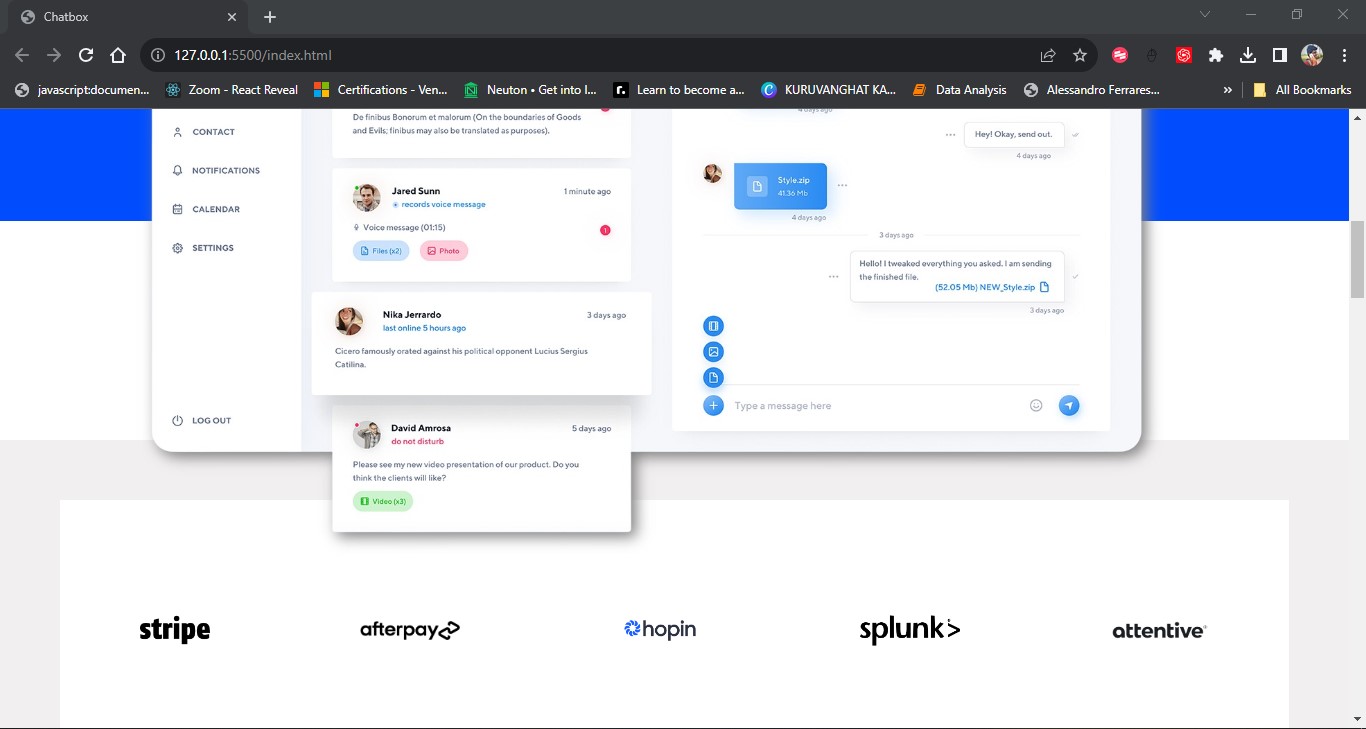 Chatbox
127.0.0.1:5500/index.html
javascript:documen...
Zoom - React Reveal
Certifications - Ven...
Neuton • Get into I...
Learn to become a...
KURUVANGHAT KA...
Data Analysis
Alessandro Ferrares...
»
All Bookmarks
CONTACT
NOTIFICATIONS
CALENDAR
SETTINGS
LOG OUT
De finibus Bonorum et malorum (On the boundaries of Goods
and Evils; finibus may also be translated as purposes).
Jared Sunn
1 minute ago
records voice message
Voice message (01:15)
1
Files (x2)
Photo
Nika Jerrardo
3 days ago
last online 5 hours ago
Cicero famously orated against his political opponent Lucius Sergius
Catilina.
David Amrosa
5 days ago
do not disturb
Please see my new video presentation of our product. Do you
think the clients will like?
Video (x3)
4 days ago
Hey! Okay, send out.
4 days ago
Style.zip
41.36 Mb
4 days ago
3 days ago
Hello! I tweaked everything you asked. I am sending
the finished file.
(52.05 Mb) NEW_Style.zip
3 days ago
Type a message here
stripe
afterpay
hopin
splunk>
attentive®